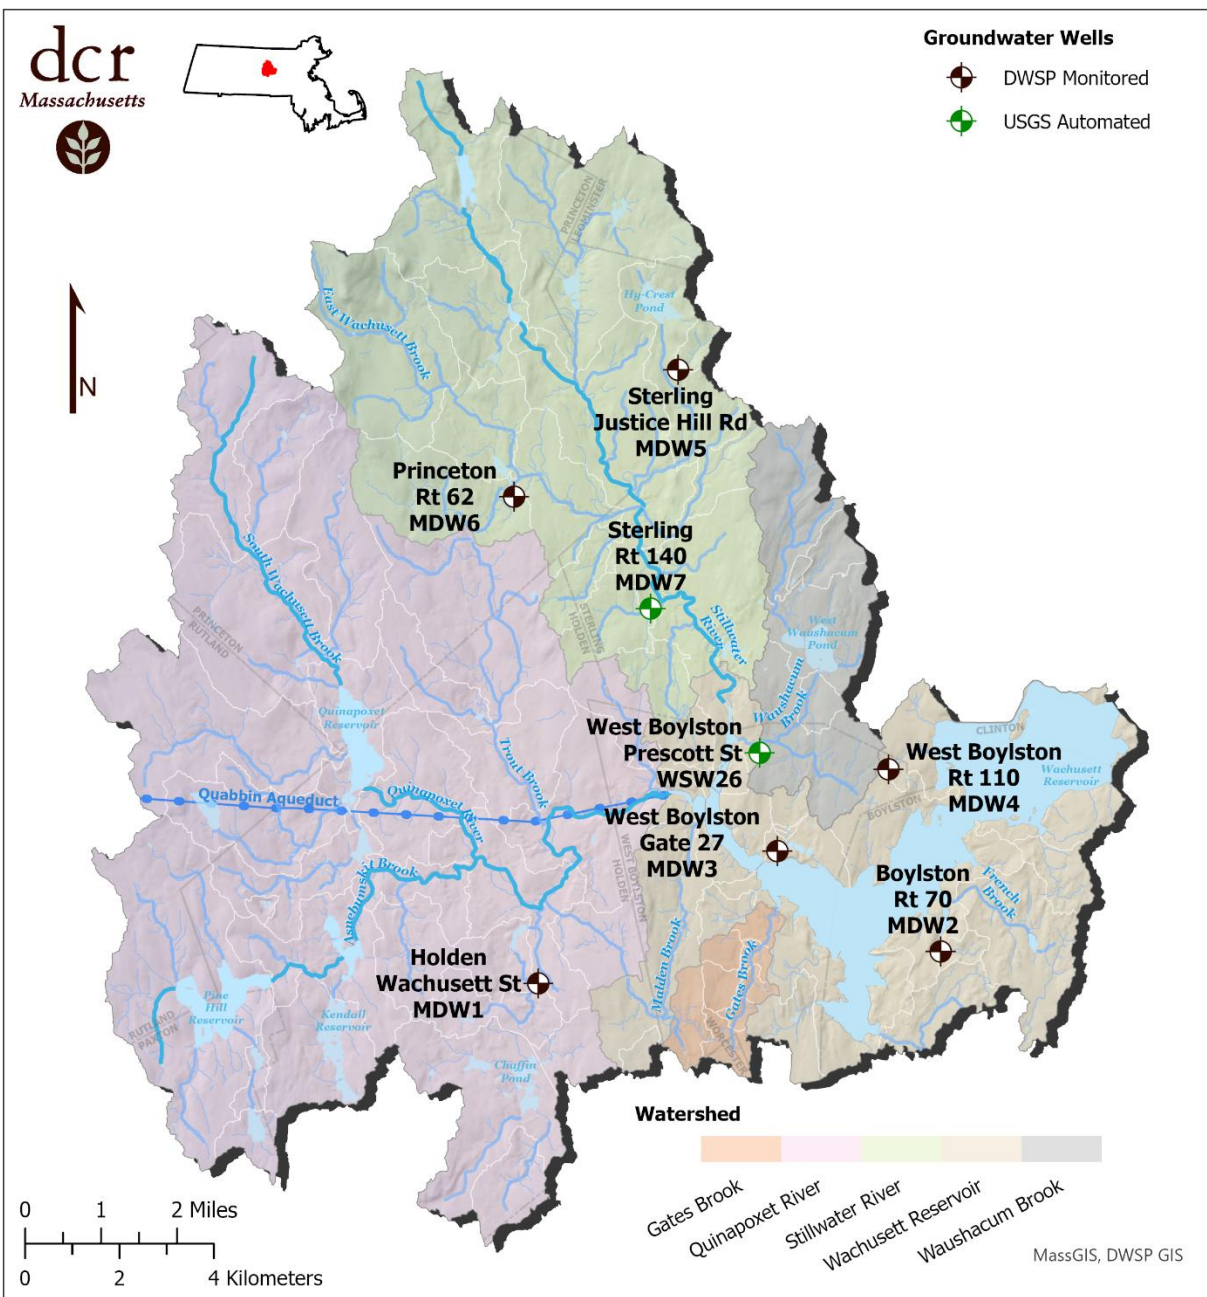 dcr
Massachusetts
Groundwater Wells
DWSP Monitored
USGS Automated
N
PRINCETON
LEOMINSTER
Hy-Crest
Pond
East Wachusett Brook
Sterling
Justice Hill Rd
MDW5
Princeton
Rt 62
MDW6
Sterling
Rt 140
MDW7
South Wachusett Brook
PRINCETON
RUTLAND
STERLING
HOLDEN
Stillwater
River
West
Waushacum
Pond
Waushacum
Brook
Quinapoxet
Reservoir
Trout Brook
West Boylston
Prescott St
WSW26
CLINTON
West Boylston
Rt 110
MDW4
Wachusett
Reservoir
BOYLSTON
Quabbin Aqueduct
Quinapoxet
River
West Boylston
Gate 27
MDW3
WEST BOYLSTON
HOLDEN
Asnebumskit Brook
Boylston
Rt 70
MDW2
French
Brook
Holden
Wachusett St
MDW1
Malden Brook
Gates Brook
WORCESTER
Pine
Hill
Reservoir
Kendall
Reservoir
RUTLAND
PAXTON
Chaffin
Pond
Watershed
Gates Brook
Quinapoxet River
Stillwater River
Wachusett Reservoir
Waushacum Brook
0 1 2 Miles
0 2 4 Kilometers
MassGIS, DWSP GIS